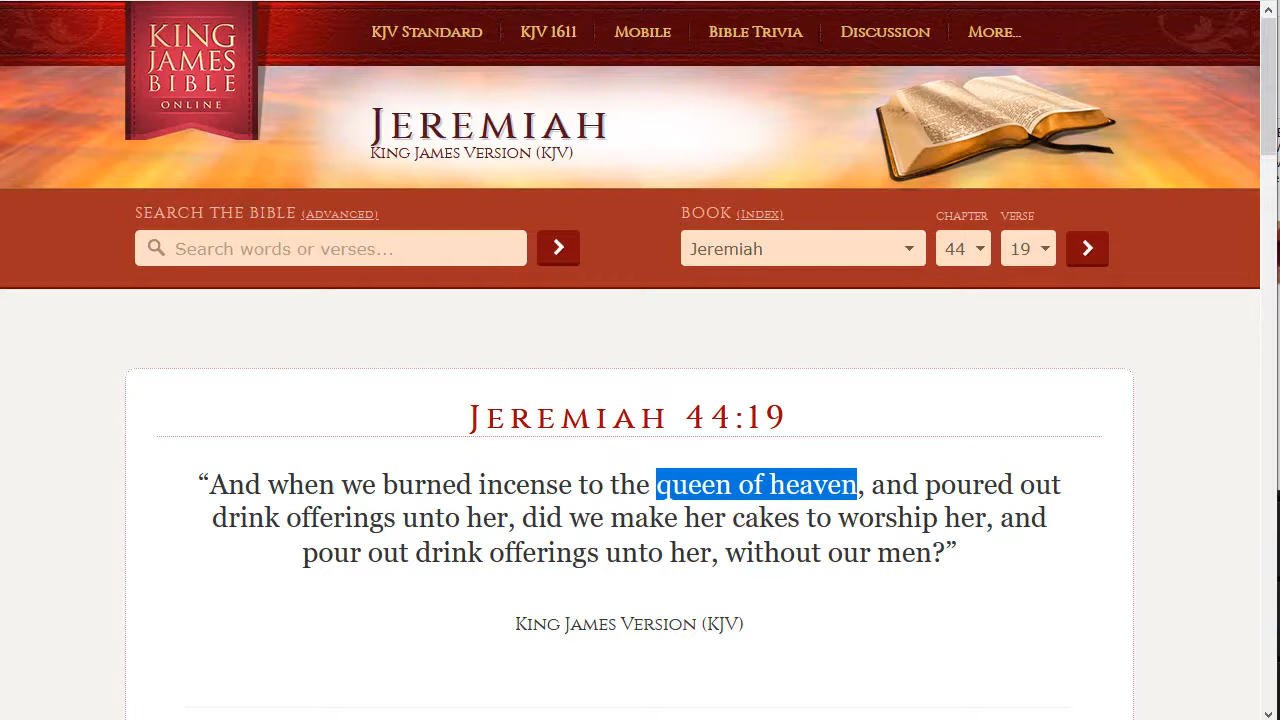 KING
JAMES
BIBLE
ONLINE
KJV STANDARD KJV 1611 MOBILE BIBLE TRIVIA DISCUSSION MORE...
JEREMIAH
KING JAMES VERSION (KJV)
SEARCH THE BIBLE (ADVANCED) BOOK (INDEX) CHAPTER VERSE
Search words or verses... Jeremiah 44 19
JEREMIAH 44:19
“And when we burned incense to the queen of heaven, and poured out
drink offerings unto her, did we make her cakes to worship her, and
pour out drink offerings unto her, without our men?”
KING JAMES VERSION (KJV)